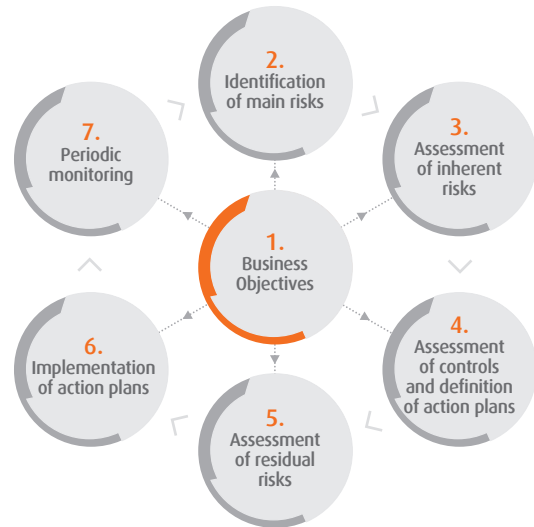 1.
Business
Objectives
2.
Identification
of main risks
3.
Assessment
of inherent
risks
4.
Assessment
of controls
and definition
of action plans
5.
Assessment
of residual
risks
6.
Implementation
of action plans
7.
Periodic
monitoring